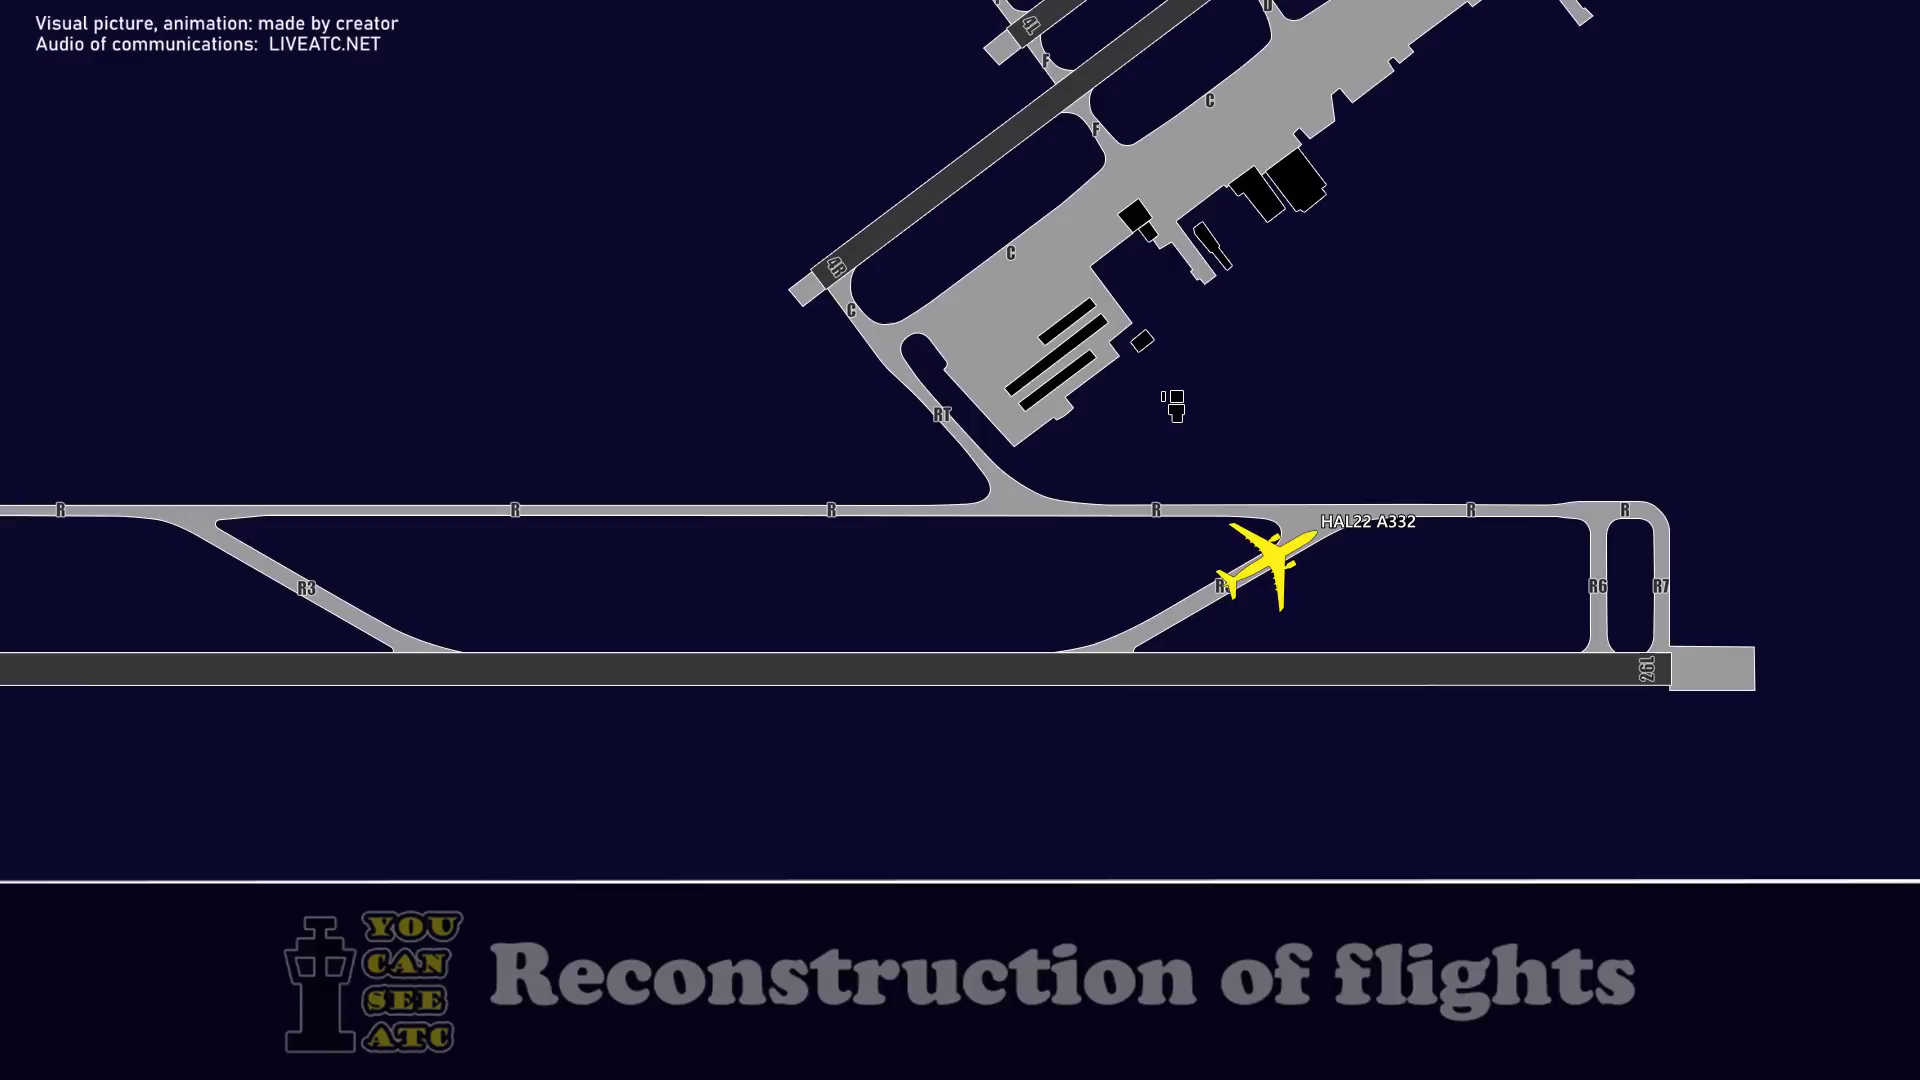 Visual picture, animation: made by creator
Audio of communications: LIVEATC.NET
4L
D
F
C
F
C
4R
C
RT
R
R
R
R
R
R
HAL22 A332
R3
R6
R7
26L
YOU
CAN
SEE
ATC
Reconstruction of flights